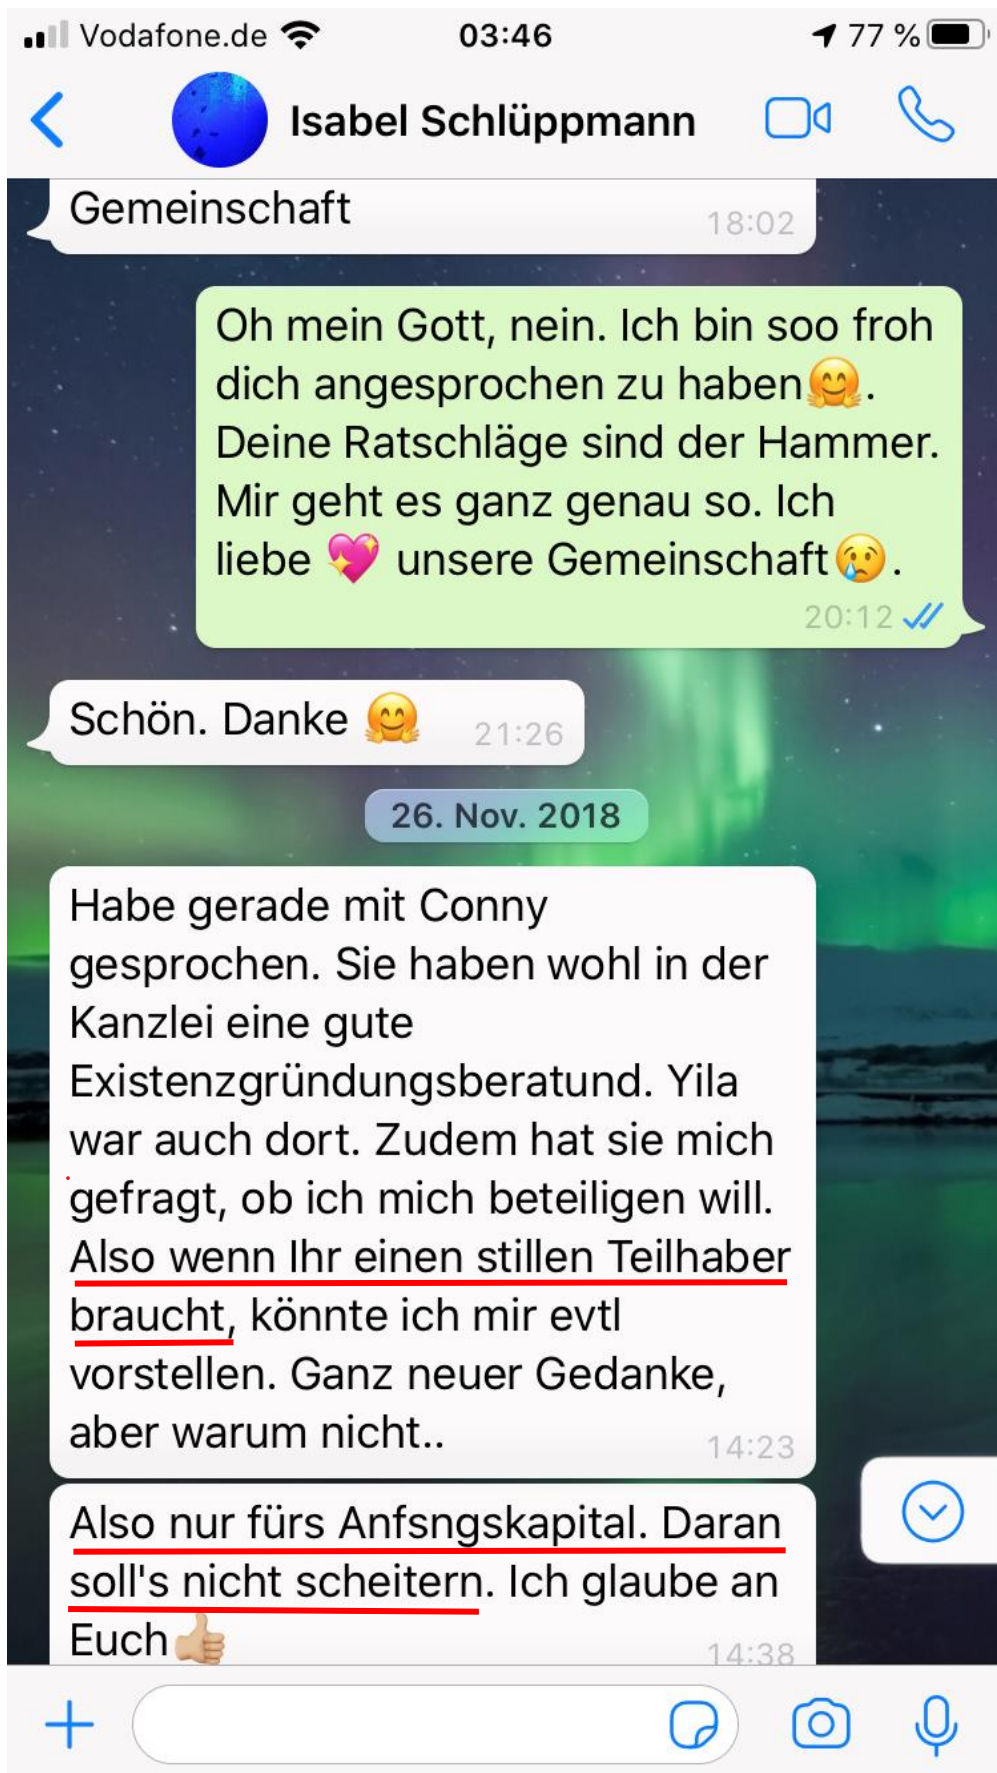 Vodafone.de 03:46 77 %
Isabel Schlüppmann
Gemeinschaft
18:02
Oh mein Gott, nein. Ich bin soo froh
dich angesprochen zu haben🤗.
Deine Ratschläge sind der Hammer.
Mir geht es ganz genau so. Ich
liebe 💖 unsere Gemeinschaft😢.
20:12
Schön. Danke 🤗 21:26
26. Nov. 2018
Habe gerade mit Conny
gesprochen. Sie haben wohl in der
Kanzlei eine gute
Existenzgründungsberatund. Yila
war auch dort. Zudem hat sie mich
gefragt, ob ich mich beteiligen will.
Also wenn Ihr einen stillen Teilhaber
braucht, könnte ich mir evtl
vorstellen. Ganz neuer Gedanke,
aber warum nicht..
14:23
Also nur fürs Anfsngskapital. Daran
soll's nicht scheitern. Ich glaube an
Euch👍🏼
14:38